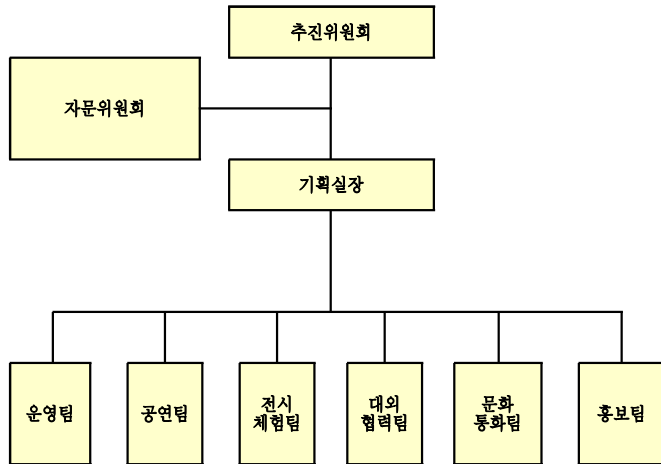 추진위원회
자문위원회
기획실장
운영팀
공연팀
전시
체험팀
대외
협력팀
문화
통화팀
홍보팀